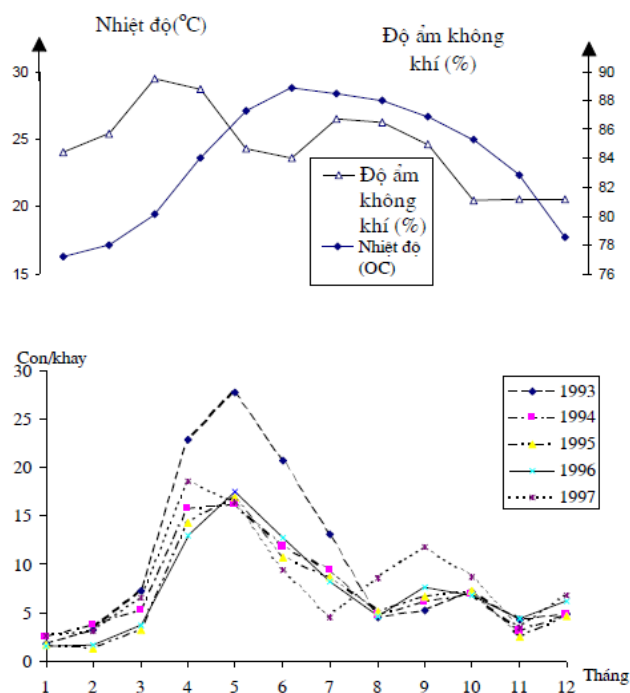 Nhiệt độ(°C)
Độ ẩm không
khí (%)
30
25
20
15
90
88
86
84
82
80
78
76
Độ ẩm
không
khí (%)
Nhiệt độ
(OC)
Con/khay
30
25
20
15
10
5
0
1993
1994
1995
1996
1997
1 2 3 4 5 6 7 8 9 10 11 12 Tháng